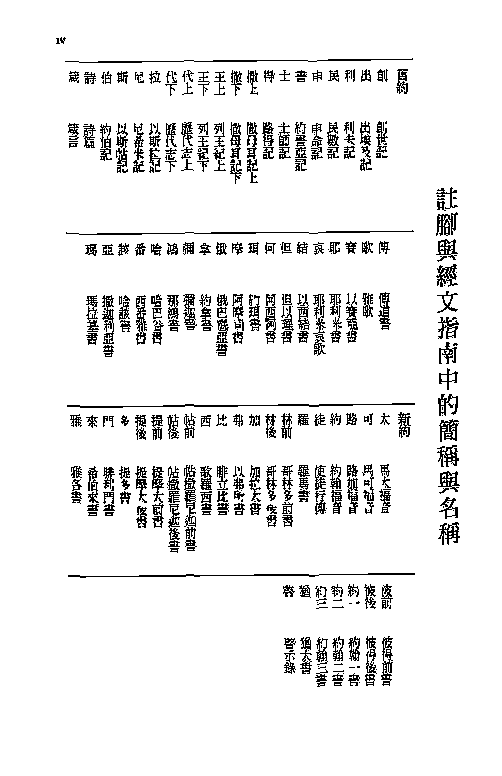 IV
註腳與經文指南中的簡稱與名稱
舊約
創 創世記
出 出埃及記
利 利未記
民 民數記
申 申命記
書 約書亞記
士 士師記
得 路得記
撒上 撒母耳記上
撒下 撒母耳記下
王上 列王記上
王下 列王記下
代上 歷代志上
代下 歷代志下
拉 以斯拉記
尼 尼希米記
斯 以斯帖記
伯 約伯記
詩 詩篇
箴 箴言
傳 傳道書
歌 雅歌
賽 以賽亞書
耶 耶利米書
哀 耶利米哀歌
結 以西結書
但 但以理書
何 何西阿書
珥 約珥書
摩 阿摩司書
俄 俄巴底亞書
拿 約拿書
彌 彌迦書
鴻 那鴻書
哈 哈巴谷書
番 西番雅書
該 哈該書
亞 撒迦利亞書
瑪 瑪拉基書
新約
太 馬太福音
可 馬可福音
路 路加福音
約 約翰福音
徒 使徒行傳
羅 羅馬書
林前 哥林多前書
林後 哥林多後書
加 加拉太書
弗 以弗所書
比 腓立比書
西 歌羅西書
帖前 帖撒羅尼迦前書
帖後 帖撒羅尼迦後書
提前 提摩太前書
提後 提摩太後書
多 提多書
門 腓利門書
來 希伯來書
雅 雅各書
彼前 彼得前書
彼後 彼得後書
約一 約翰一書
約二 約翰二書
約三 約翰三書
猶 猶大書
啓 啓示錄